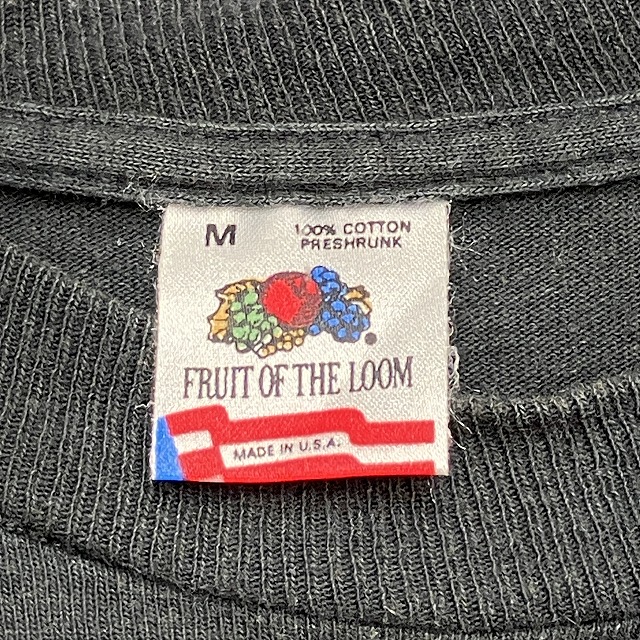 M
100% COTTON
PRESHRUNK
FRUIT OF THE LOOM
MADE IN U.S.A.